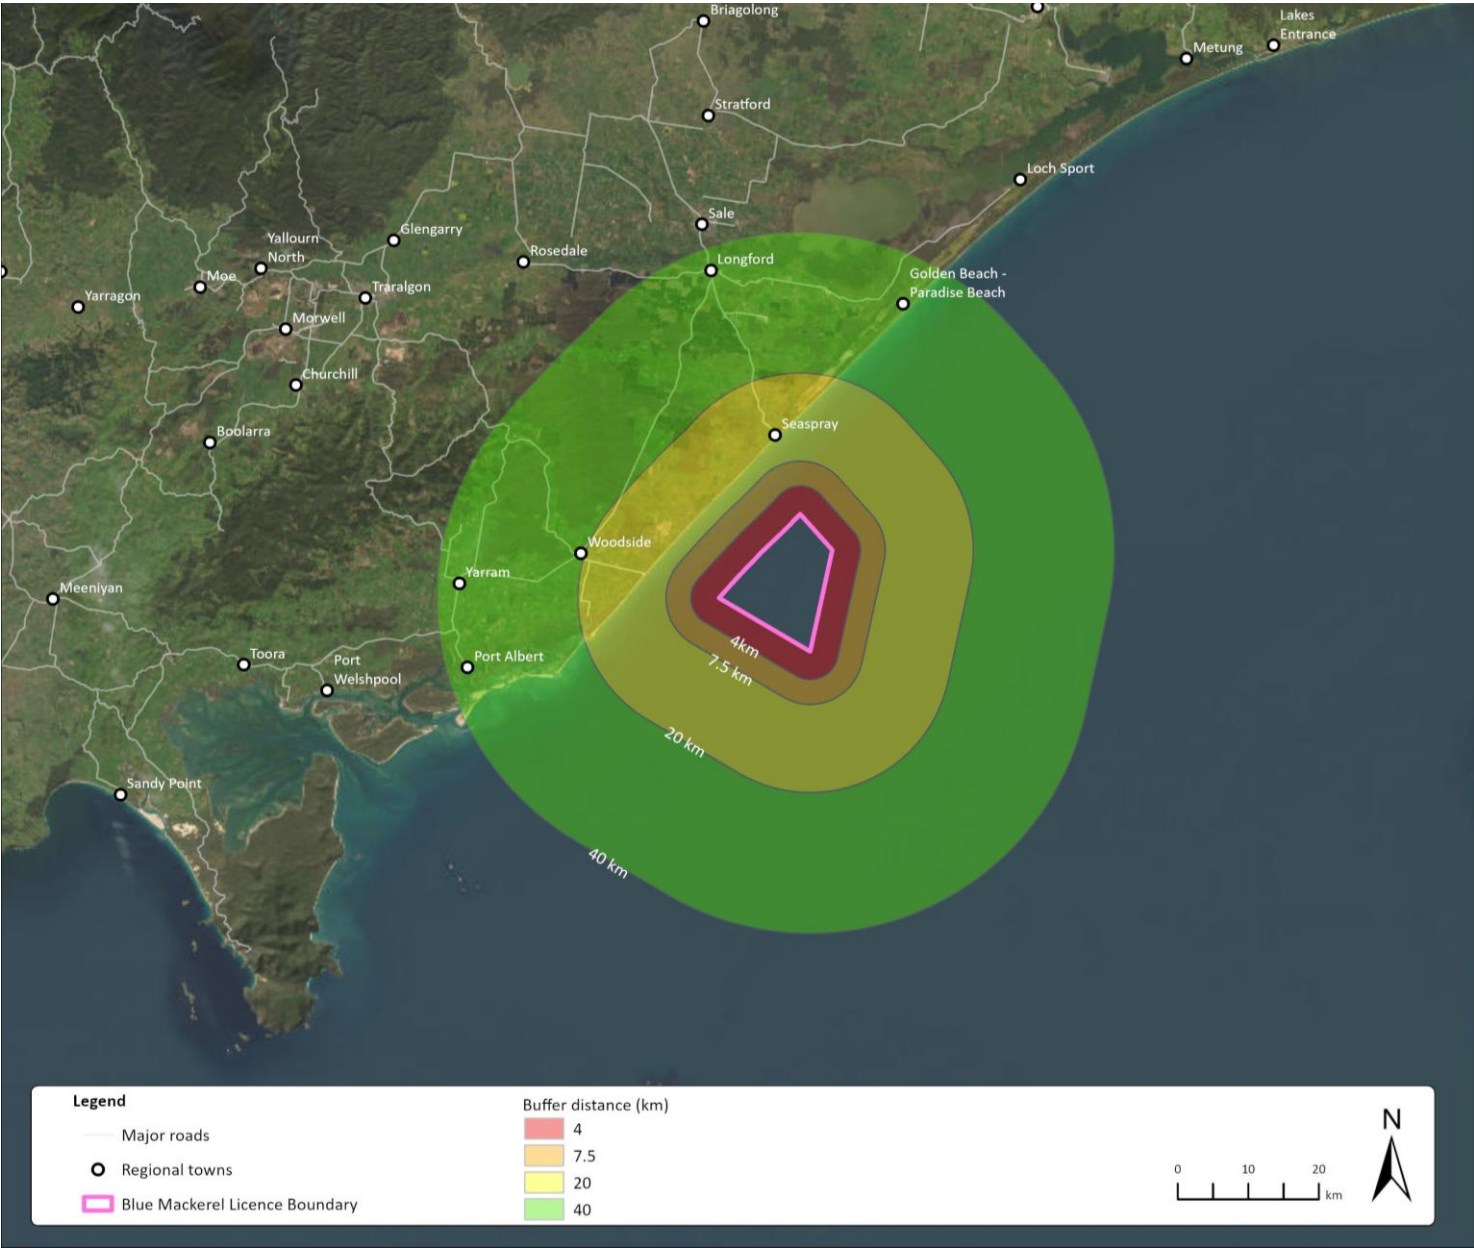 Briagolong
Lakes
Entrance
Metung
Stratford
Loch Sport
Sale
Glengarry
Yallourn
North
Rosedale
Longford
Moe
Golden Beach -
Paradise Beach
Traralgon
Yarragon
Morwell
Churchill
Seaspray
Boolarra
Woodside
Yarram
Meeniyan
4km
Toora
Port Albert
Port
Welshpool
7.5 km
20 km
Sandy Point
40 km
Legend
Major roads
Regional towns
Blue Mackerel Licence Boundary
Buffer distance (km)
4
7.5
20
40
0 10 20
km
N